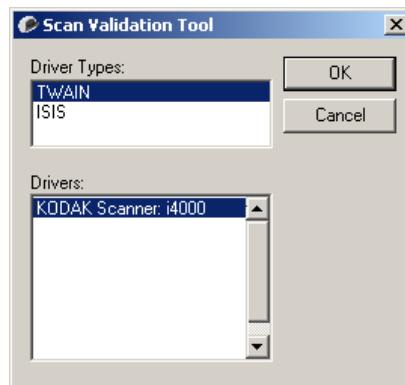 Scan Validation Tool
Driver Types:
TWAIN
ISIS
OK
Cancel
Drivers:
KODAK Scanner: i4000